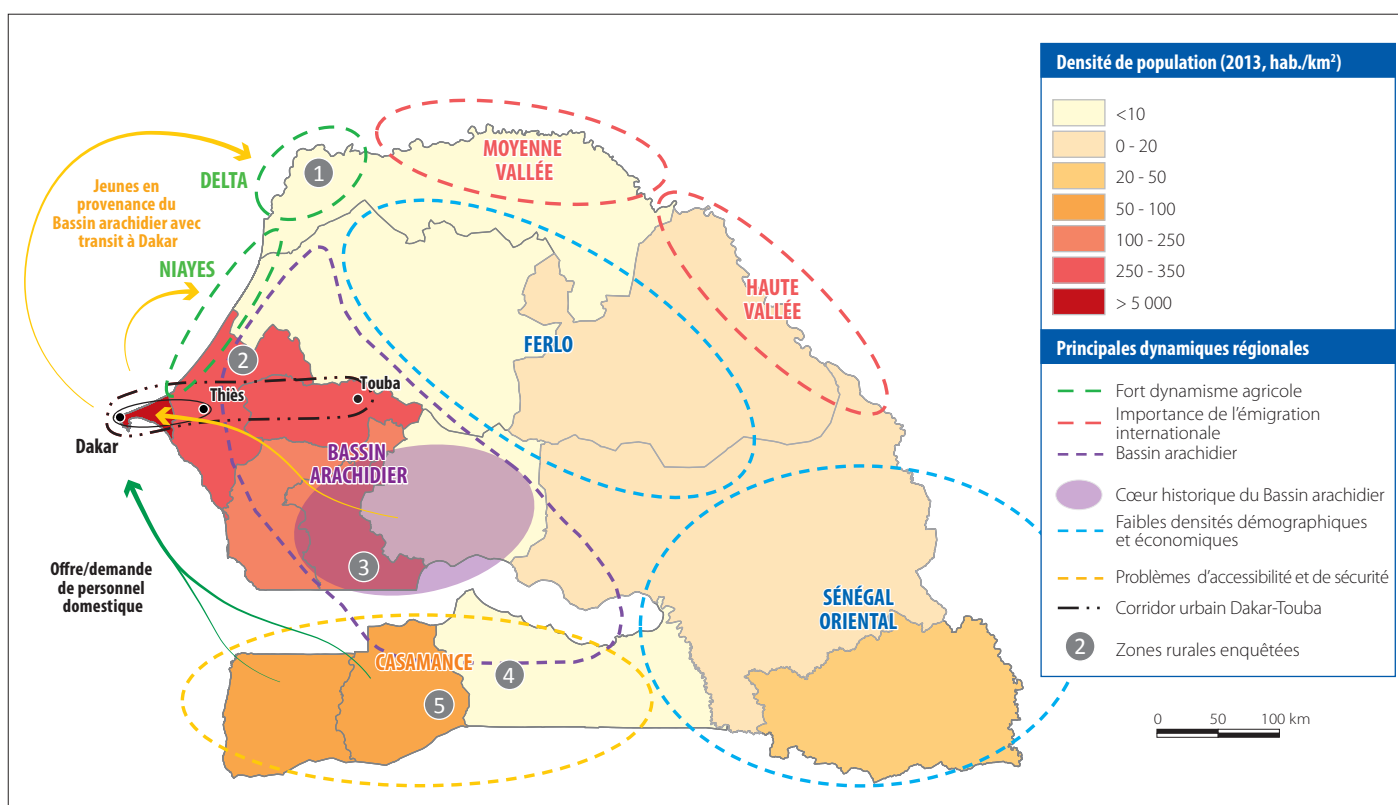 MOYENNE
VALLÉE
DELTA
1
Jeunes en
provenance du
Bassin arachidier avec
transit à Dakar
NIAYES
HAUTE
VALLÉE
FERLO
2
Touba
Thiès
Dakar
BASSIN
ARACHIDIER
3
Offre/demande
de personnel
domestique
SÉNÉGAL
ORIENTAL
CASAMANCE
4
5
Densité de population (2013, hab./km²)
<10
0 - 20
20 - 50
50 - 100
100 - 250
250 - 350
> 5 000
Principales dynamiques régionales
Fort dynamisme agricole
Importance de l'émigration
internationale
Bassin arachidier
Cœur historique du Bassin arachidier
Faibles densités démographiques
et économiques
Problèmes d'accessibilité et de sécurité
Corridor urbain Dakar-Touba
2 Zones rurales enquêtées
0 50 100 km